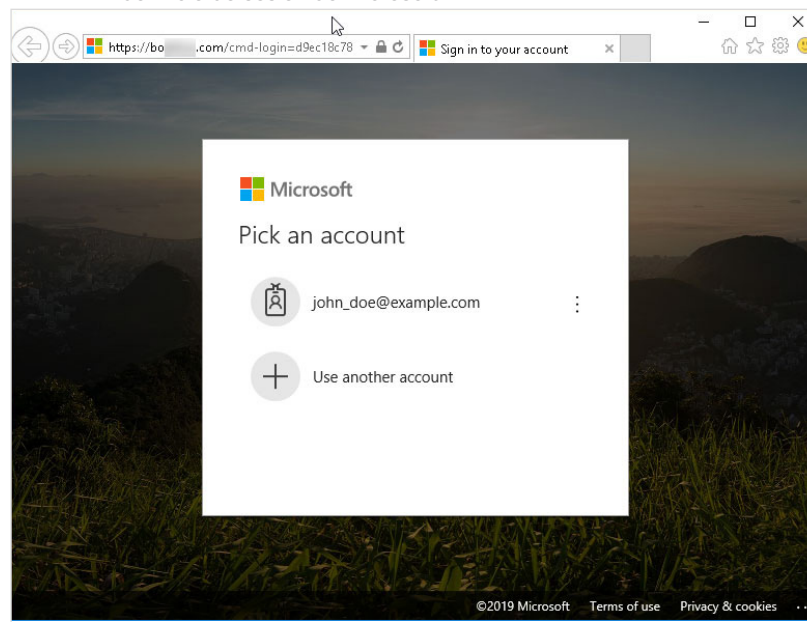 https://bo .com/cmd-login=d9ec18c78
Sign in to your account
Microsoft
Pick an account
john_doe@example.com
Use another account
©2019 Microsoft Terms of use Privacy & cookies